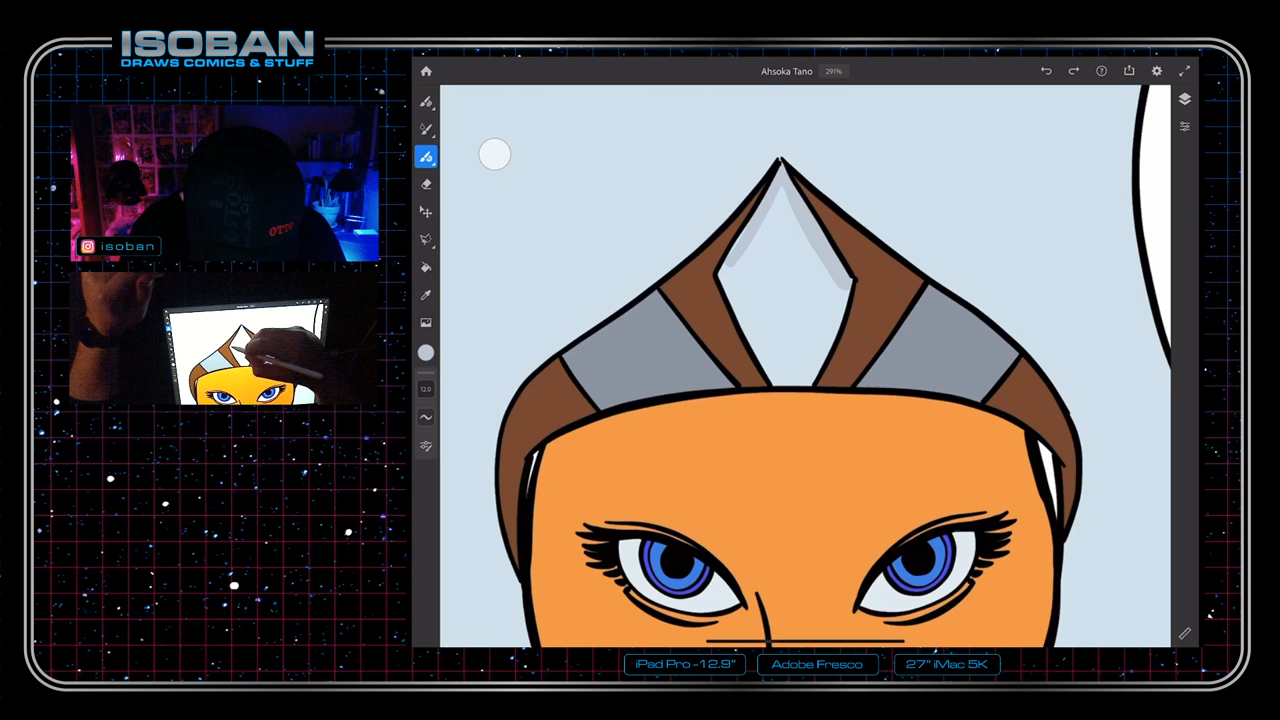 ISOBAN
DRAWS COMICS & STUFF
Ahsoka Tano 291%
OTTO
isoban
12.0
iPad Pro -12.9" Adobe Fresco 27" iMac 5K